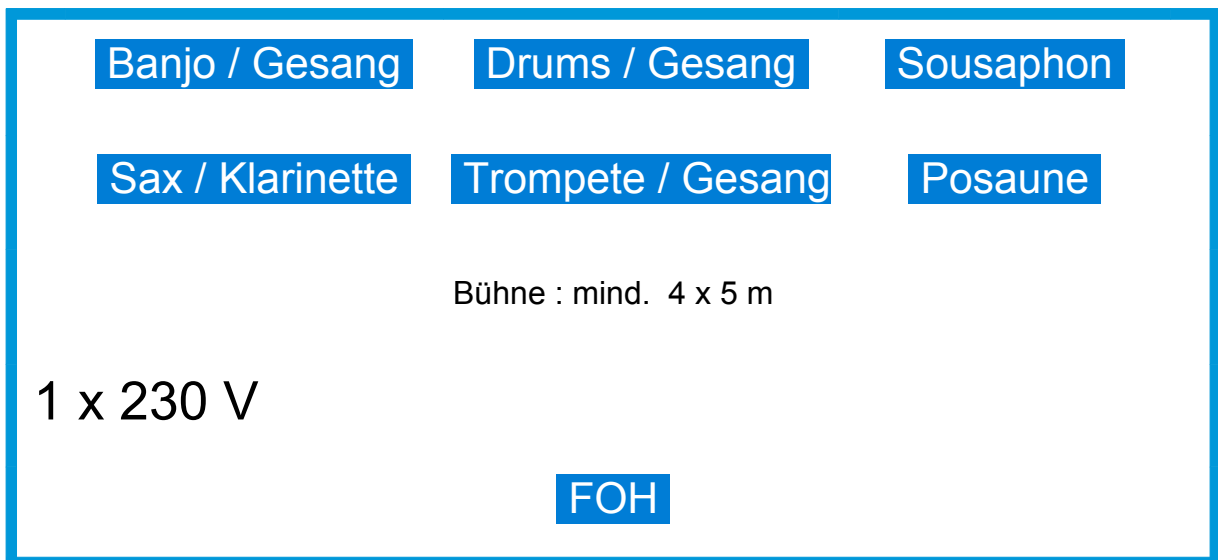 Banjo / Gesang Drums / Gesang Sousaphon
Sax / Klarinette Trompete / Gesang Posaune
Bühne : mind. 4 x 5 m
1 x 230 V
FOH